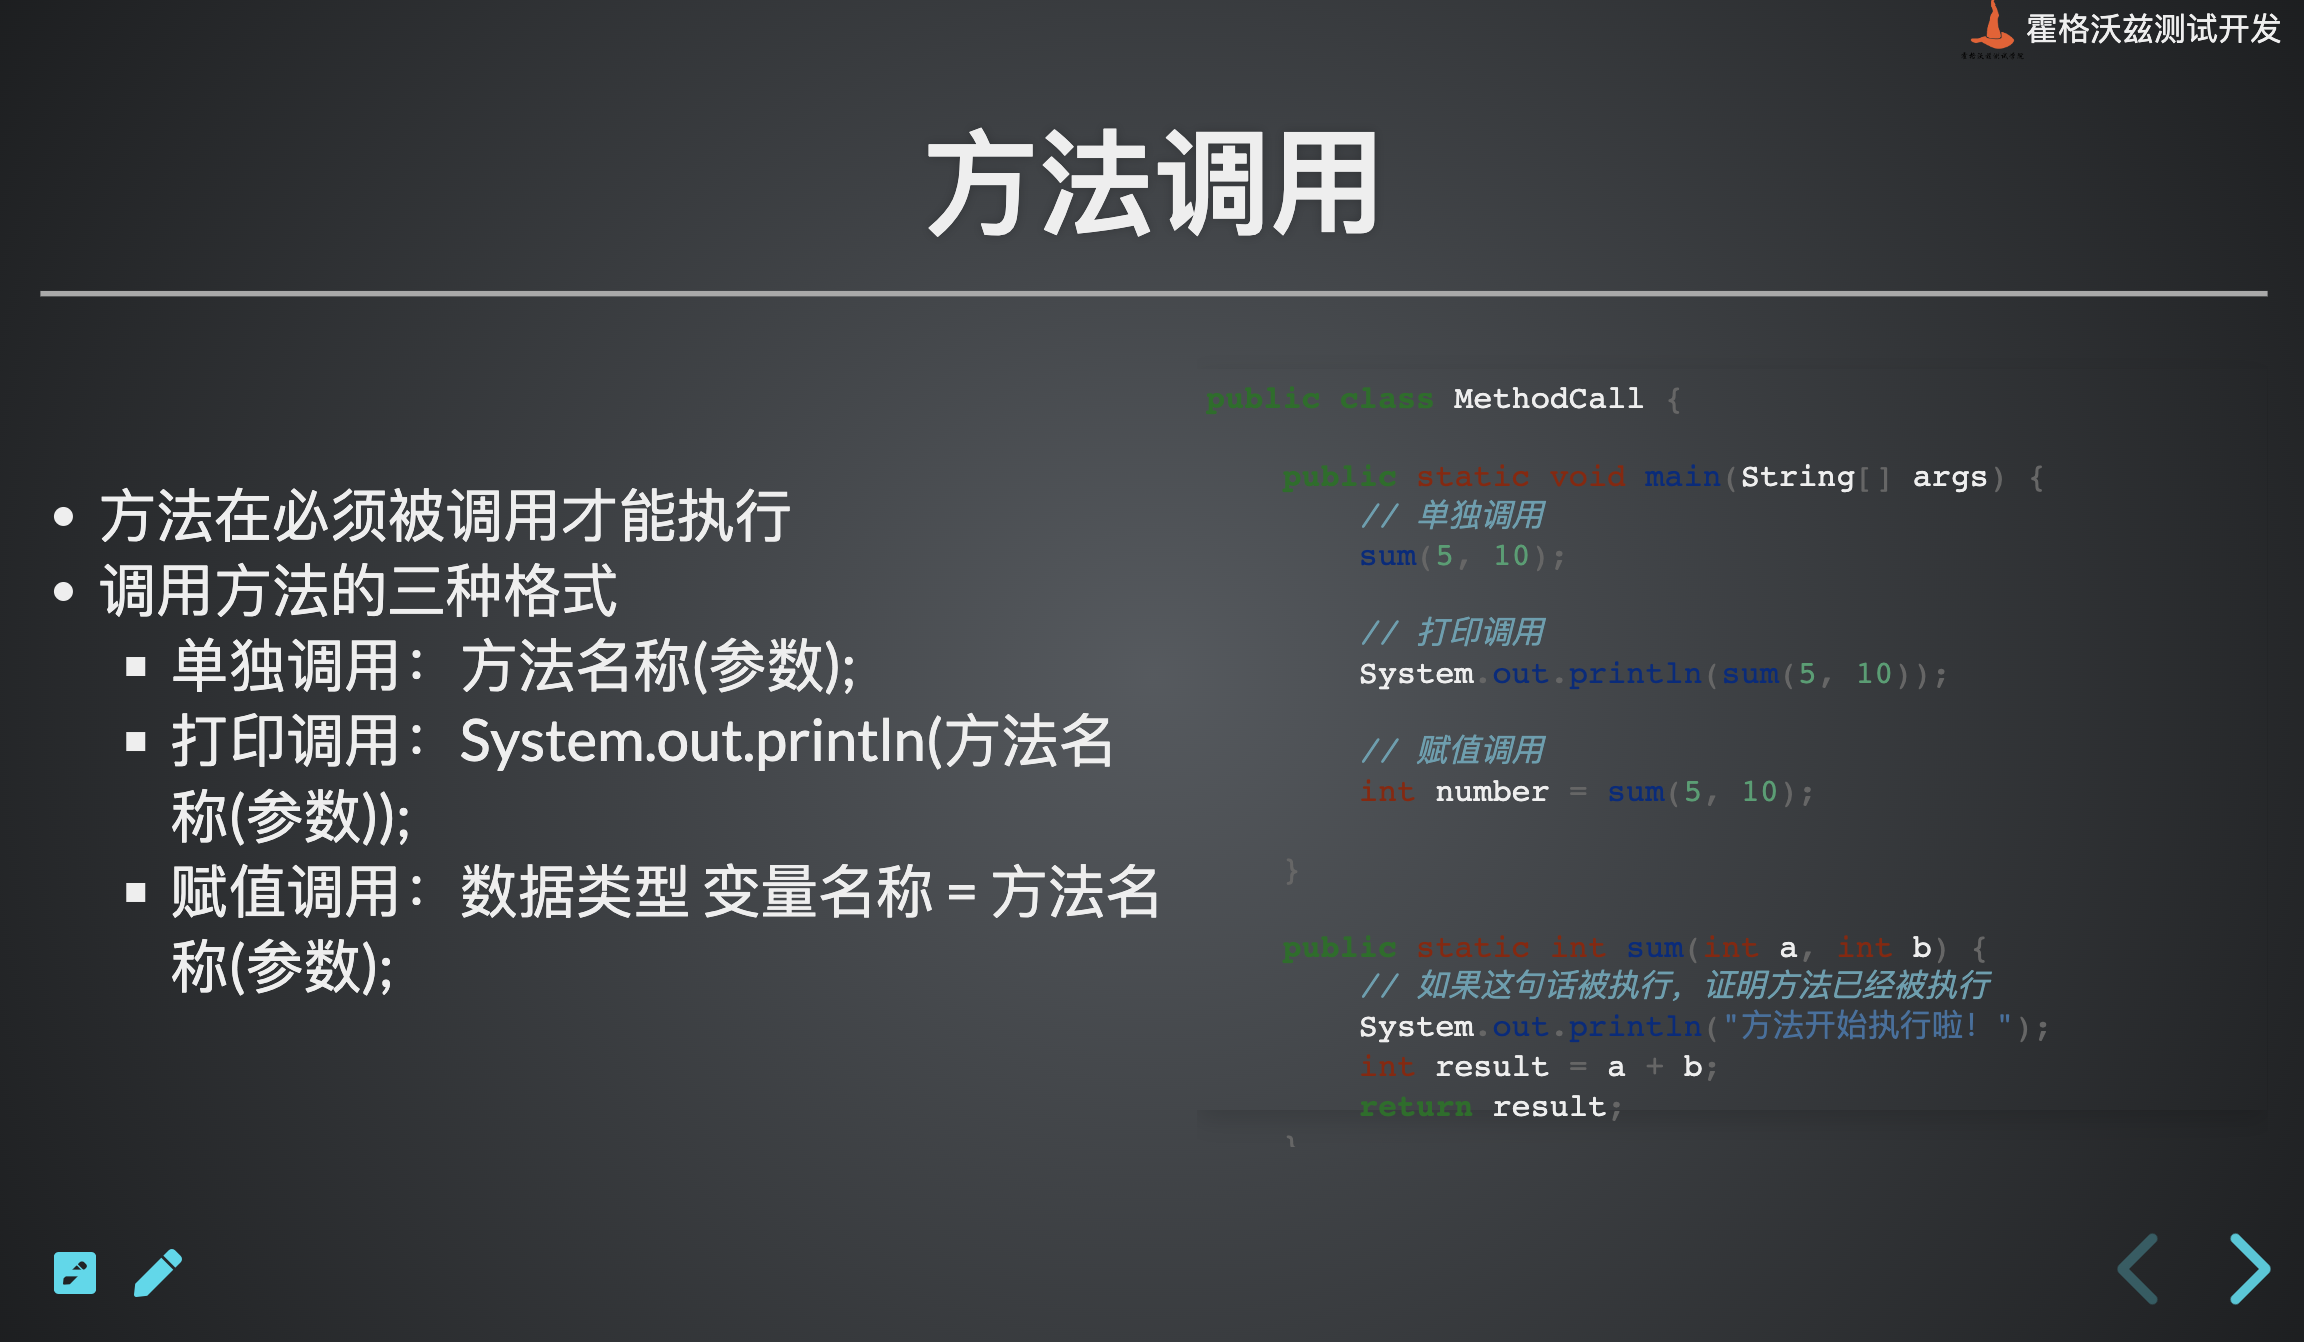 霍格沃兹测试开发
方法调用
方法在必须被调用才能执行
调用方法的三种格式
单独调用：方法名称(参数);
打印调用：System.out.println(方法名
称(参数));
赋值调用：数据类型 变量名称 = 方法名
称(参数);
public class MethodCall {
public static void main(String[] args) {
// 单独调用
sum(5, 10);
// 打印调用
System.out.println(sum(5, 10));
// 赋值调用
int number = sum(5, 10);
}
public static int sum(int a, int b) {
// 如果这句话被执行，证明方法已经被执行
System.out.println("方法开始执行啦！");
int result = a + b;
return result;
}